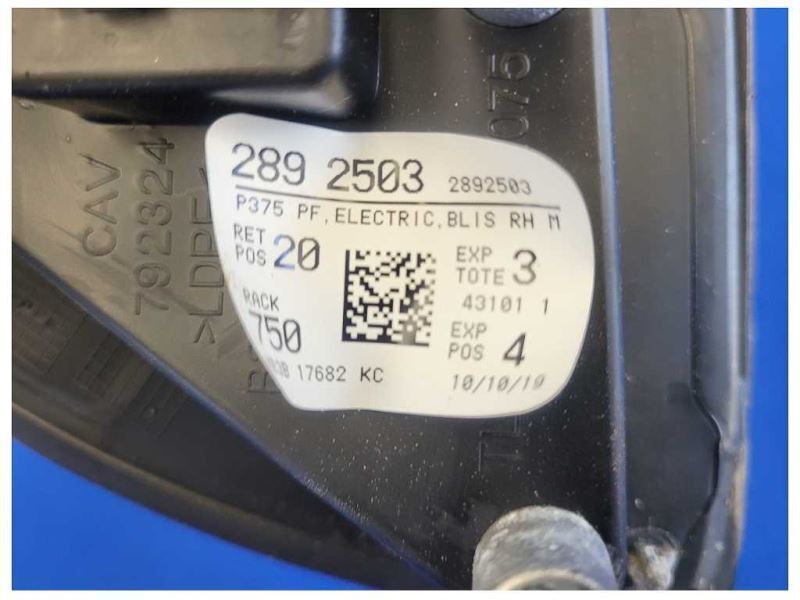 289 2503 2892503
P375 PF, ELECTRIC, BLIS RH M
RET POS 20
EXP TOTE 3
43101 1
RACK 750
EXP POS 4
17682 KC
10/10/19
CAV
792324
>LDPE<
075